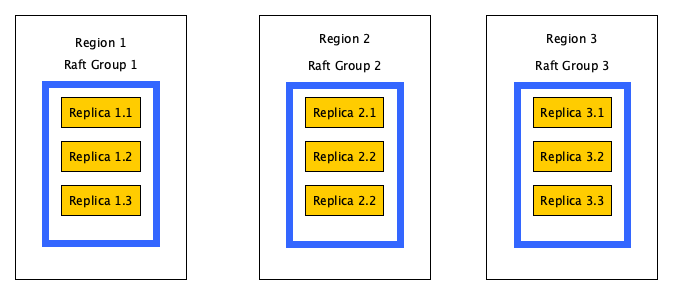 Region 1
Raft Group 1
Replica 1.1
Replica 1.2
Replica 1.3
Region 2
Raft Group 2
Replica 2.1
Replica 2.2
Replica 2.2
Region 3
Raft Group 3
Replica 3.1
Replica 3.2
Replica 3.3